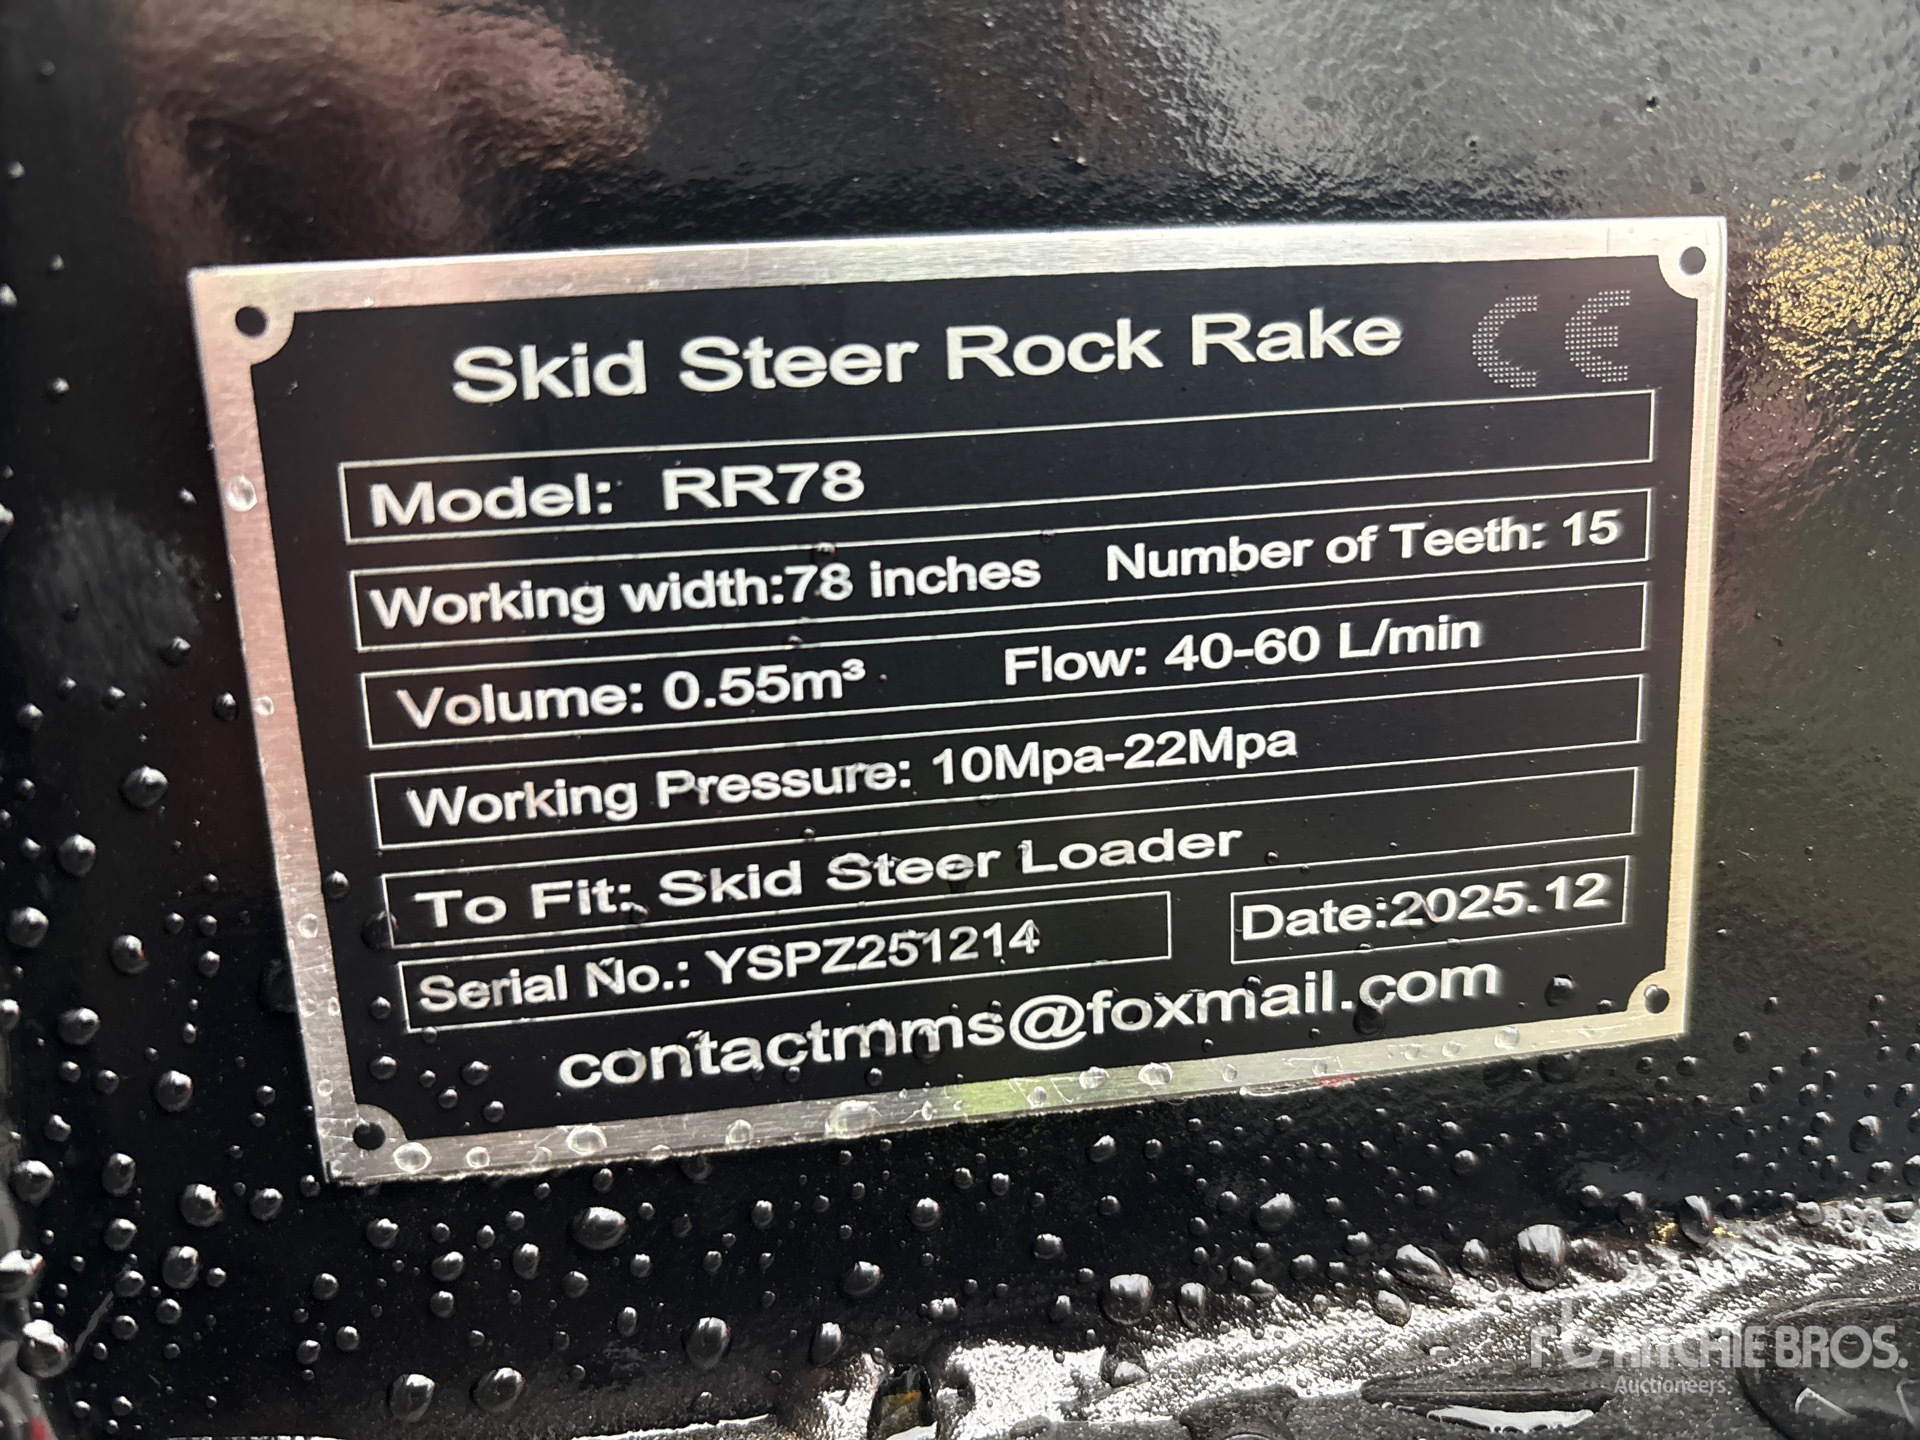 Skid Steer Rock Rake CE
Model: RR78
Working width:78 inches Number of Teeth: 15
Volume: 0.55m³ Flow: 40-60 L/min
Working Pressure: 10Mpa-22Mpa
To Fit: Skid Steer Loader
Serial No.: YSPZ251214 Date:2025.12
contactmms@foxmail.com
rb RITCHIE BROS.
Auctioneers